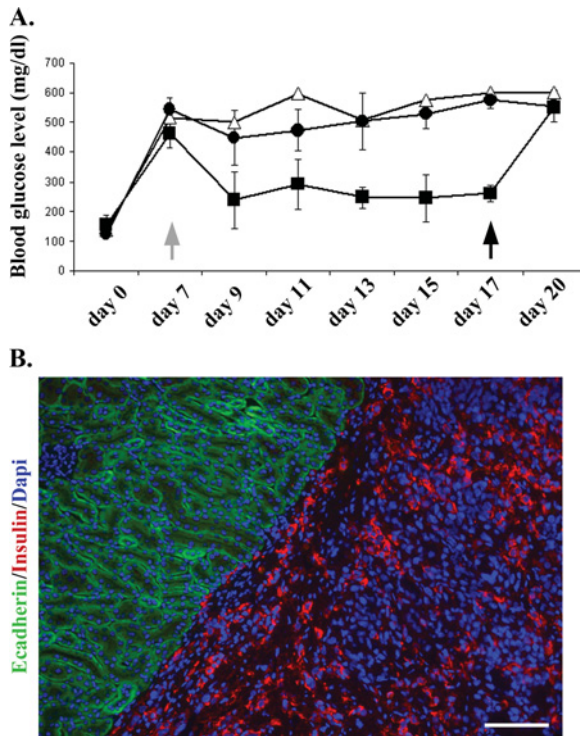 A.
Blood glucose level (mg/dl)
700
600
500
400
300
200
100
0
day 0
day 7
day 9
day 11
day 13
day 15
day 17
day 20
B.
Ecadherin/Insulin/Dapi